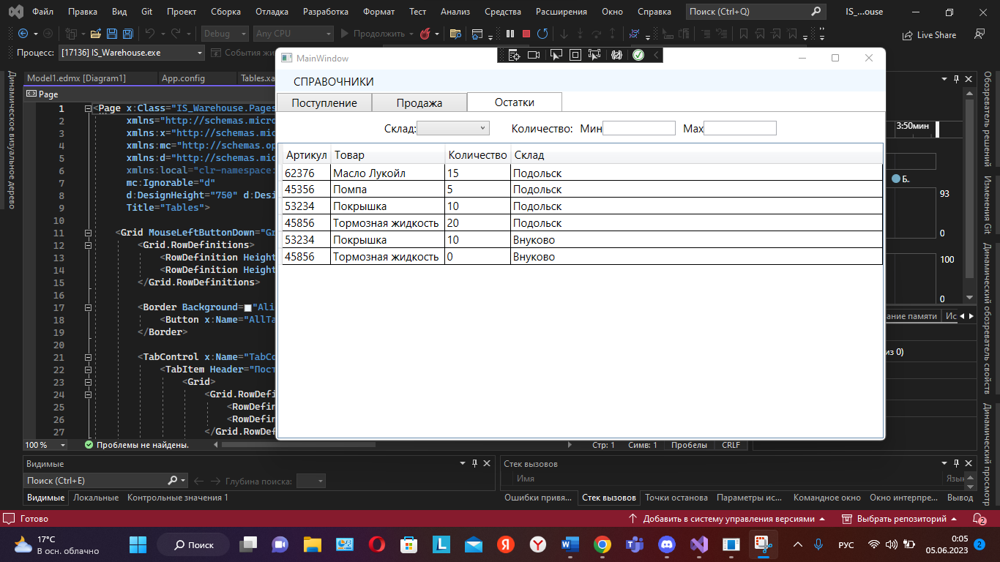 Файл Правка Вид Git Проект Сборка Отладка Разработка Формат Тест Анализ Средства Расширения Окно Справка Поиск (Ctrl+Q) IS_...ouse
Debug Any CPU Продолжить Live Share
Процесс: [17136] IS_Warehouse.exe События жи
MainWindow
СПРАВОЧНИКИ
Поступление Продажа Остатки
Склад: Количество: Мин Мах
Артикул Товар Количество Склад
62376 Масло Лукойл 15 Подольск
45356 Помпа 5 Подольск
53234 Покрышка 10 Подольск
45856 Тормозная жидкость 20 Подольск
53234 Покрышка 10 Внуково
45856 Тормозная жидкость 0 Внуково
Динамическое визуальное дерево
Model1.edmx [Diagram1] App.config Tables.xa
Page
1 <Page x:Class="IS_Warehouse.Pages
2 xmlns="http://schemas.micro
3 xmlns:x="http://schemas.mic
4 xmlns:mc="http://schemas.op
5 xmlns:d="http://schemas.mic
6 xmlns:local="clr-namespace:
7 mc:Ignorable="d"
8 d:DesignHeight="750" d:Desi
9 Title="Tables">
10
11 <Grid MouseLeftButtonDown="Gr
12 <Grid.RowDefinitions>
13 <RowDefinition Height
14 <RowDefinition Height
15 </Grid.RowDefinitions>
16
17 <Border Background="Ali
18 <Button x:Name="AllTa
19 </Border>
20
21 <TabControl x:Name="TabCo
22 <TabItem Header="Пост
23 <Grid>
24 <Grid.RowDefi
25 <RowDefin
26 <RowDefin
27 </Grid.RowDef
3:50мин
Б..
93
0
100
0
ание памяти Ис
из 0)
Обозреватель решений
Изменения Git
Динамический обозреватель свойств
Динамический просмотр
100 % Проблемы не найдены. Стр: 1 Симв: 1 Пробелы CRLF
Видимые
Поиск (Ctrl+E) Глубина поиска:
Видимые Локальные Контрольные значения 1
Стек вызовов
Имя Язык
Ошибки привя... Стек вызовов Точки останова Параметры ис... Командное окно Окно интерпре... Вывод
Готово Добавить в систему управления версиями Выбрать репозиторий 2
17°C
В осн. облачно
Поиск
РУС
0:05
05.06.2023
2